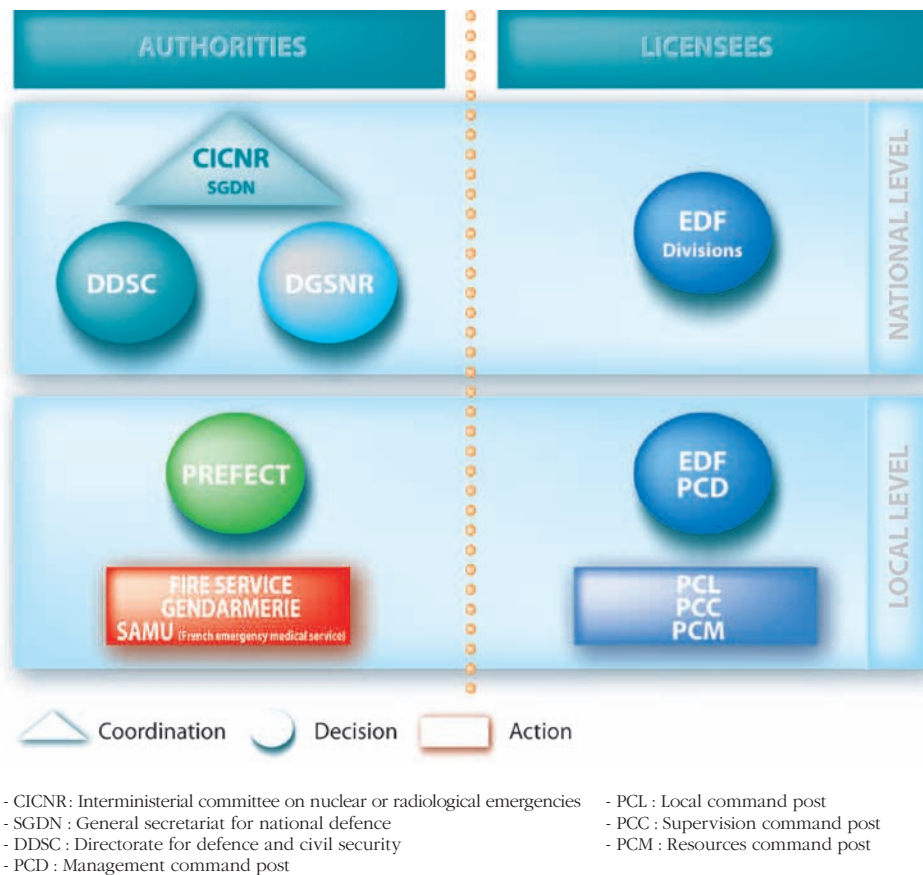 AUTHORITIES
LICENSEES
CICNR
SGDN
DDSC
DGSNR
EDF
Divisions
NATIONAL LEVEL
PREFECT
FIRE SERVICE
GENDARMERIE
SAMU (French emergency medical service)
EDF
PCD
PCL
PCC
PCM
LOCAL LEVEL
Coordination
Decision
Action
- CICNR: Interministerial committee on nuclear or radiological emergencies
- SGDN : General secretariat for national defence
- DDSC : Directorate for defence and civil security
- PCD : Management command post
- PCL : Local command post
- PCC : Supervision command post
- PCM : Resources command post